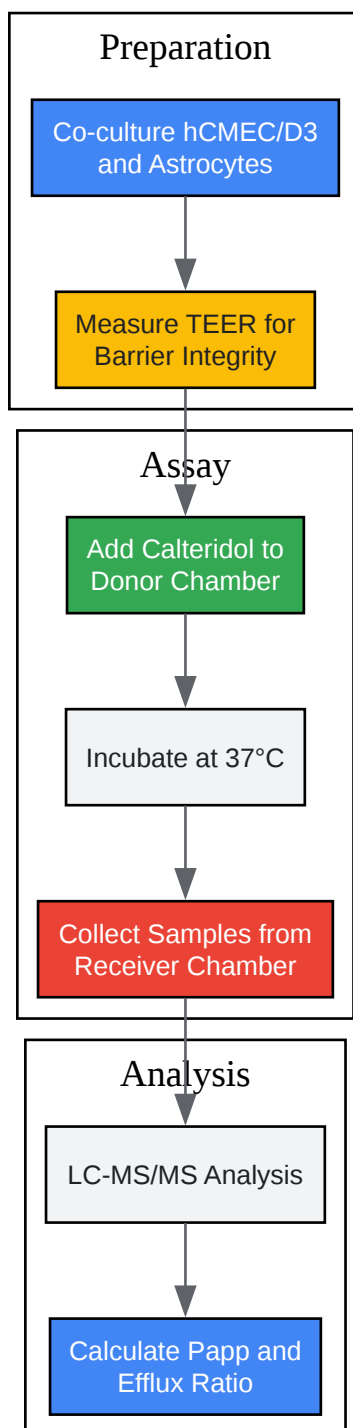 Preparation
Co-culture hCMEC/D3
and Astrocytes
Measure TEER for
Barrier Integrity
Assay
Add Calteridol to
Donor Chamber
Incubate at 37°C
Collect Samples from
Receiver Chamber
Analysis
LC-MS/MS Analysis
Calculate Papp and
Efflux Ratio